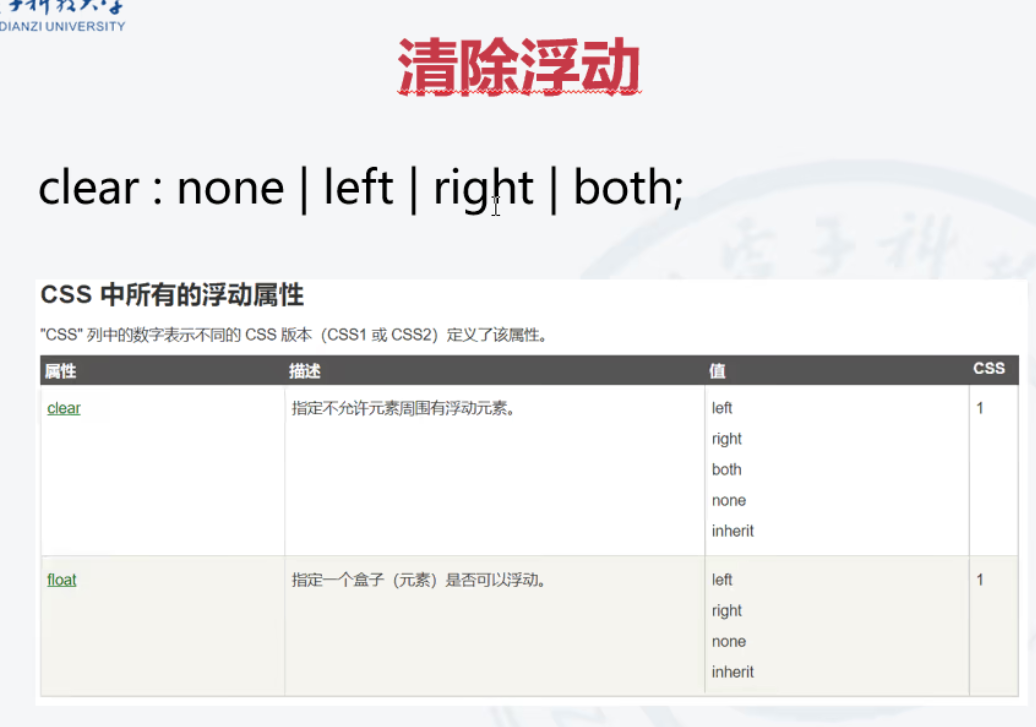 DIANZI UNIVERSITY
清除浮动
clear : none | left | right | both;
CSS 中所有的浮动属性
"CSS" 列中的数字表示不同的 CSS 版本（CSS1 或 CSS2）定义了该属性。
属性 描述 值 CSS
clear 指定不允许元素周围有浮动元素。 left 1
right
both
none
inherit
float 指定一个盒子（元素）是否可以浮动。 left 1
right
none
inherit